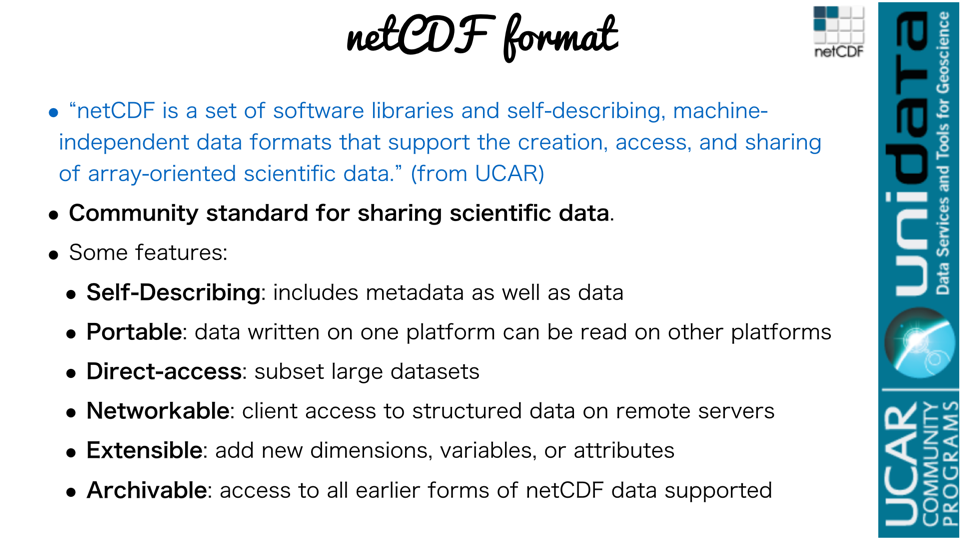 netCDF format
netCDF
• “netCDF is a set of software libraries and self-describing, machine-
independent data formats that support the creation, access, and sharing
of array-oriented scientific data.” (from UCAR)
• Community standard for sharing scientific data.
• Some features:
• Self-Describing: includes metadata as well as data
• Portable: data written on one platform can be read on other platforms
• Direct-access: subset large datasets
• Networkable: client access to structured data on remote servers
• Extensible: add new dimensions, variables, or attributes
• Archivable: access to all earlier forms of netCDF data supported
unidata
Data Services and Tools for Geoscience
UCAR
COMMUNITY
PROGRAMS